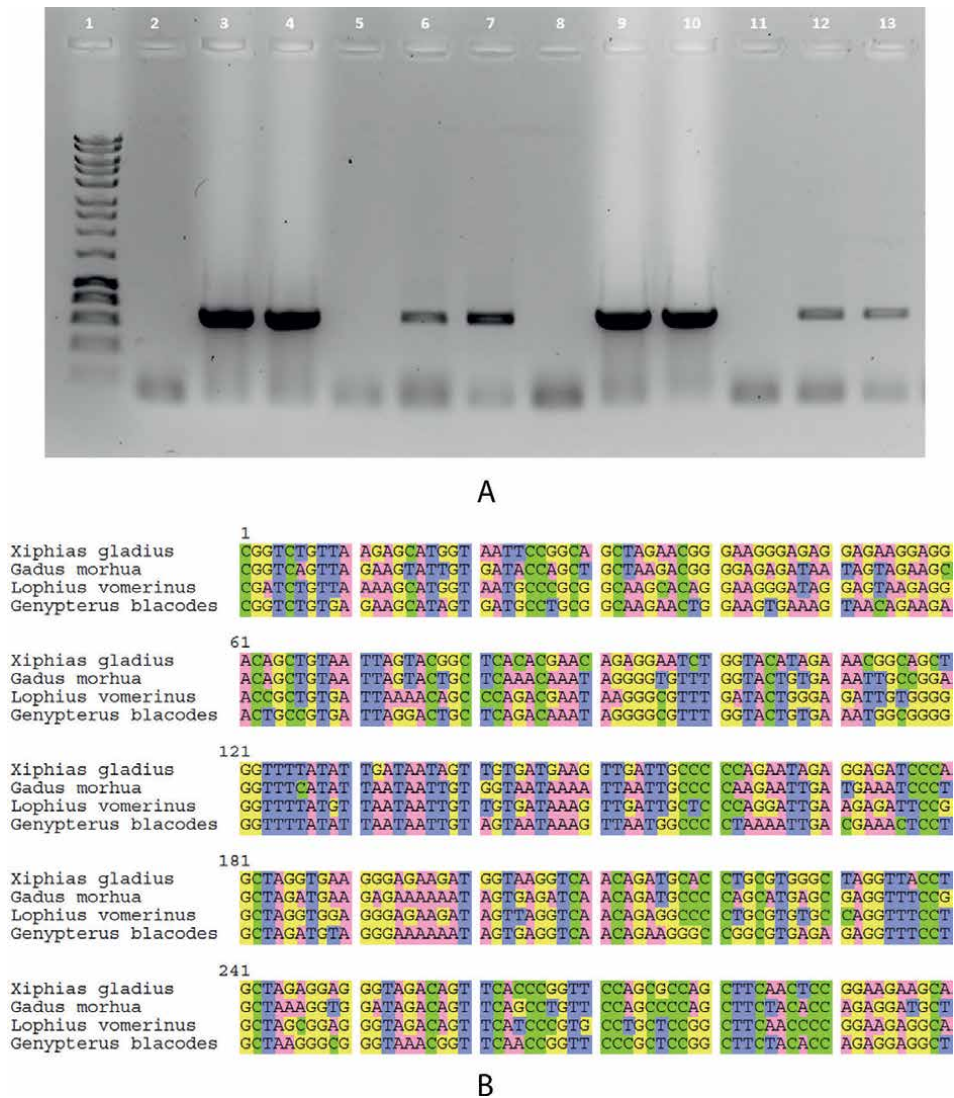 1 2 3 4 5 6 7 8 9 10 11 12 13
A
1
Xiphias gladius CGGTCTGTTA AGAGCATGGT AATTCCGGCA GCTAGAACGG GAAGGGAGAG GAGAAGGAGG
Gadus morhua CGGTCAGTTA GAAGTATTGT GATACCAGCT GCTAAGACGG GGAGAGATAA TAGTAGAAGC
Lophius vomerinus CGATCTGTTA AAAGCATGGT AATGCCCGCG GCAAGCACAG GAAGGGATAG GAGTAAGAGG
Genypterus blacodes CGGTCTGTGA GAAGCATAGT GATGCCTGCG GCAAGAACTG GAAGTGAAAG TAACAGAAGA
61
Xiphias gladius ACAGCTGTAA TTAGTACGGC TCACACGAAC AGAGGAATCT GGTACATAGA AACGGCAGCT
Gadus morhua ACAGCTGTAA TTAGTACTGC TCAAACAAAT AGGGGTGTTT GGTACTGTGA AATTGCCGGA
Lophius vomerinus ACCGCTGTGA TTAAAACAGC CCAGACAAAT AAGGGCGTTT GATACTGGGA GATTGTGGGG
Genypterus blacodes ACTGCCGTGA TTAGGACTGC TCAGACAAAT AGGGGCGTTT GGTACTGTGA AATGGCGGGG
121
Xiphias gladius GGTTTTATAT TGATAATAGT TGTGATGAAG TTGATTGCCC CCAGAATAGA GGAGATCCCA
Gadus morhua GGTTTCATAT TAATAATTGT GGTAATAAAA TTGATTGCCC CAAGAATTGA TGAAATCCCT
Lophius vomerinus GGTTTTATGT TAATAATTGT TGTGATAAAG TTGATTGCTC CCAGGATTGA AGAGATTCCG
Genypterus blacodes GGTTTTATAT TAATAATTGT AGTAATAAAG TTAATGGCCC CTAAAATTGA CGAAACTCCT
181
Xiphias gladius GCTAGGTGAA GGGAGAAGAT GGTAAGGTCA ACAGATGCAC CTGCGTGGGC TAGGTTACCT
Gadus morhua GCTAGATGAA GAGAAAAAAT AGTGAGATCA ACAGATGCCC CAGCATGAGC GAGGTTTCCG
Lophius vomerinus GCTAGGTGGA GGGAGAAGAT AGTTAGGTCA ACAGAGGCCC CTGCGTGTGC CAGGTTTCCT
Genypterus blacodes GCTAGATGTA GGGAAAAAAT AGTGAGGTCA ACAGAAGGGC CGGCGTGAGA GAGGTTTCCT
241
Xiphias gladius GCTAGAGGAG GGTAGACAGT TCACCCGGTT CCAGCGCCAG CTTCAACTCC GGAAGAAGCA
Gadus morhua GCTAAAGGTG GATAGACAGT TCAGCCTGTT CCAGCACCAG CTTCTACACC AGAGGATGCT
Lophius vomerinus GCTAGCGGAG GGTAGACAGT TCATCCCGTG CCTGCTCCGG CTTCAACCCC GGAAGAGGCA
Genypterus blacodes GCTAAGGGCG GGTAAACGGT TCAACCGGTT CCCGCTCCGG CTTCTACACC AGAGGAGGCT
B